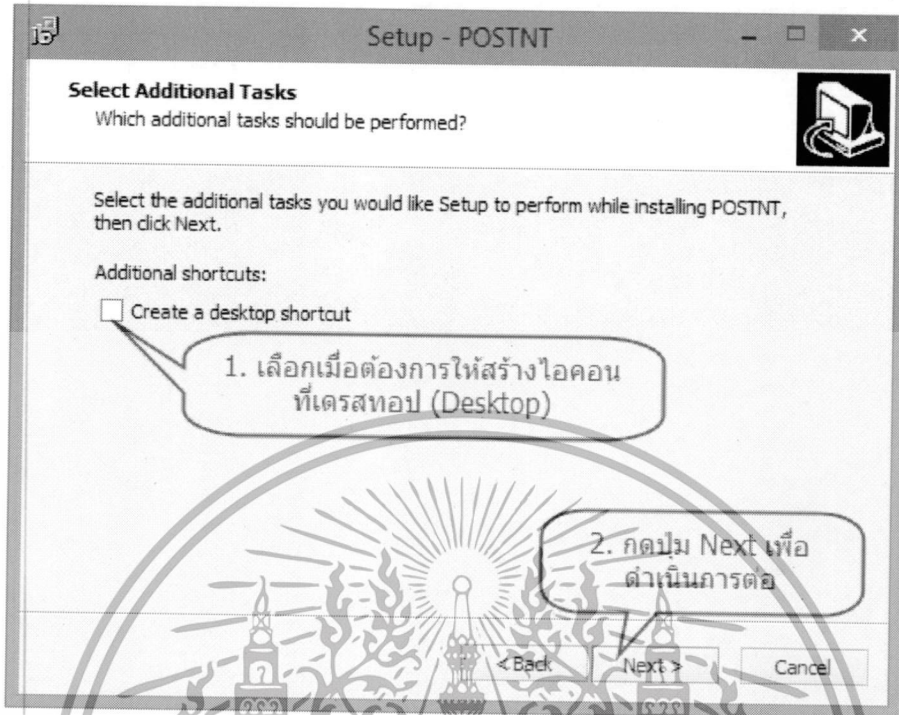 Setup - POSTNT
Select Additional Tasks
Which additional tasks should be performed?
Select the additional tasks you would like Setup to perform while installing POSTNT,
then click Next.
Additional shortcuts:
Create a desktop shortcut
1. เลือกเมื่อต้องการให้สร้างไอคอน
ที่เดรสทอป (Desktop)
2. กดปุ่ม Next เพื่อ
ดำเนินการต่อ
< Back
Next >
Cancel